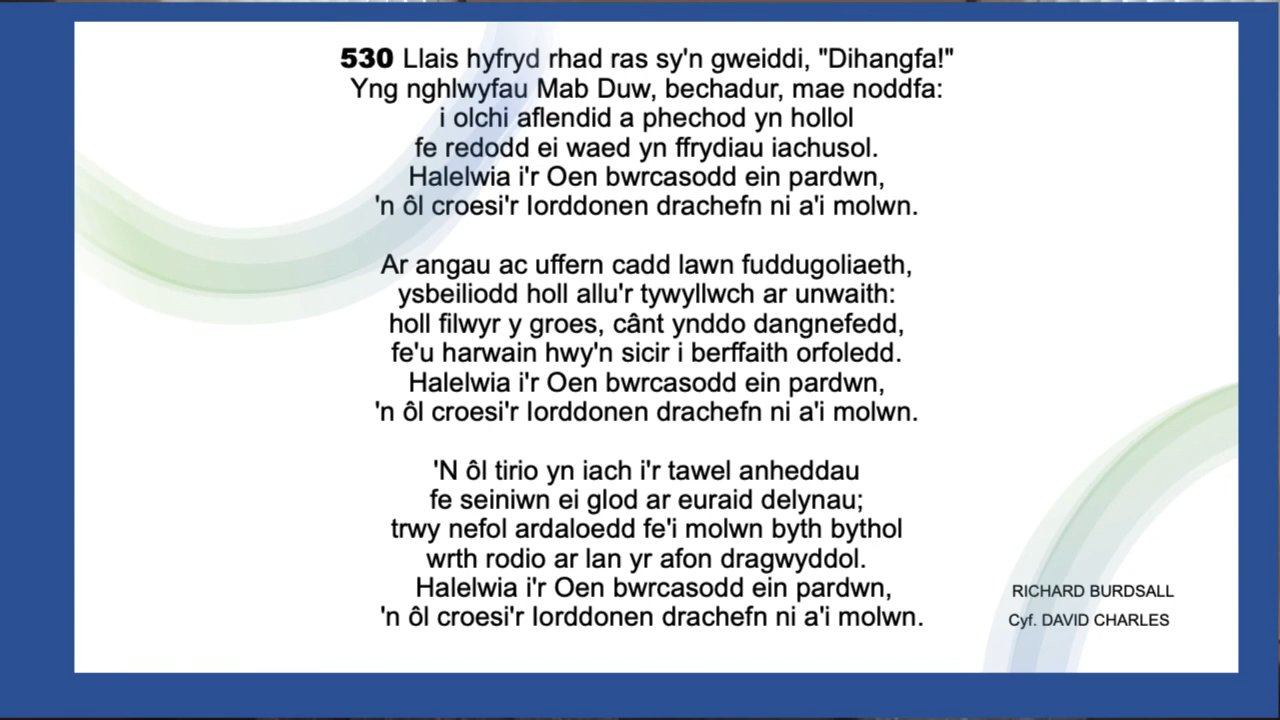 530 Llais hyfryd rhad ras sy'n gweiddi, "Dihangfa!"
Yng nghlwyfau Mab Duw, bechadur, mae noddfa:
i olchi aflendid a phechod yn hollol
fe redodd ei waed yn ffrydiau iachusol.
Halelwia i'r Oen bwrcasodd ein pardwn,
'n ôl croesi'r Iorddonen drachefn ni a'i molwn.

Ar angau ac uffern cadd lawn fuddugoliaeth,
ysbeiliodd holl allu'r tywyllwch ar unwaith:
holl filwyr y groes, cânt ynddo dangnefedd,
fe'u harwain hwy'n sicir i berffaith orfoledd.
Halelwia i'r Oen bwrcasodd ein pardwn,
'n ôl croesi'r Iorddonen drachefn ni a'i molwn.

'N ôl tirio yn iach i'r tawel anheddau
fe seiniwn ei glod ar euraid delynau;
trwy nefol ardaloedd fe'i molwn byth bythol
wrth rodio ar lan yr afon dragwyddol.
Halelwia i'r Oen bwrcasodd ein pardwn,
'n ôl croesi'r Iorddonen drachefn ni a'i molwn.
RICHARD BURDSALL
Cyf. DAVID CHARLES